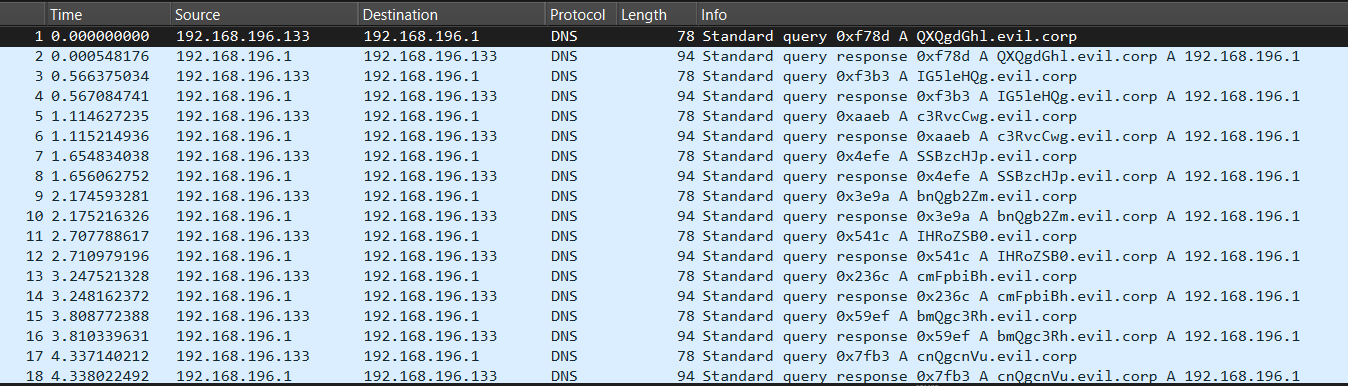 Time Source Destination Protocol Length Info
1 0.000000000 192.168.196.133 192.168.196.1 DNS 78 Standard query 0xf78d A QXQgdGhl.evil.corp
2 0.000548176 192.168.196.1 192.168.196.133 DNS 94 Standard query response 0xf78d A QXQgdGhl.evil.corp A 192.168.196.1
3 0.566375034 192.168.196.133 192.168.196.1 DNS 78 Standard query 0xf3b3 A IG5leHQg.evil.corp
4 0.567084741 192.168.196.1 192.168.196.133 DNS 94 Standard query response 0xf3b3 A IG5leHQg.evil.corp A 192.168.196.1
5 1.114627235 192.168.196.133 192.168.196.1 DNS 78 Standard query 0xaaeb A c3RvcCwg.evil.corp
6 1.115214936 192.168.196.1 192.168.196.133 DNS 94 Standard query response 0xaaeb A c3RvcCwg.evil.corp A 192.168.196.1
7 1.654834038 192.168.196.133 192.168.196.1 DNS 78 Standard query 0x4efe A SSBzcHJp.evil.corp
8 1.656062752 192.168.196.1 192.168.196.133 DNS 94 Standard query response 0x4efe A SSBzcHJp.evil.corp A 192.168.196.1
9 2.174593281 192.168.196.133 192.168.196.1 DNS 78 Standard query 0x3e9a A bnQgb2Zm.evil.corp
10 2.175216326 192.168.196.1 192.168.196.133 DNS 94 Standard query response 0x3e9a A bnQgb2Zm.evil.corp A 192.168.196.1
11 2.707788617 192.168.196.133 192.168.196.1 DNS 78 Standard query 0x541c A IHRoZSB0.evil.corp
12 2.710979196 192.168.196.1 192.168.196.133 DNS 94 Standard query response 0x541c A IHRoZSB0.evil.corp A 192.168.196.1
13 3.247521328 192.168.196.133 192.168.196.1 DNS 78 Standard query 0x236c A cmFpbiBh.evil.corp
14 3.248162372 192.168.196.1 192.168.196.133 DNS 94 Standard query response 0x236c A cmFpbiBh.evil.corp A 192.168.196.1
15 3.808772388 192.168.196.133 192.168.196.1 DNS 78 Standard query 0x59ef A bmQgc3Rh.evil.corp
16 3.810339631 192.168.196.1 192.168.196.133 DNS 94 Standard query response 0x59ef A bmQgc3Rh.evil.corp A 192.168.196.1
17 4.337140212 192.168.196.133 192.168.196.1 DNS 78 Standard query 0x7fb3 A cnQgcnVu.evil.corp
18 4.338022492 192.168.196.1 192.168.196.133 DNS 94 Standard query response 0x7fb3 A cnQgcnVu.evil.corp A 192.168.196.1